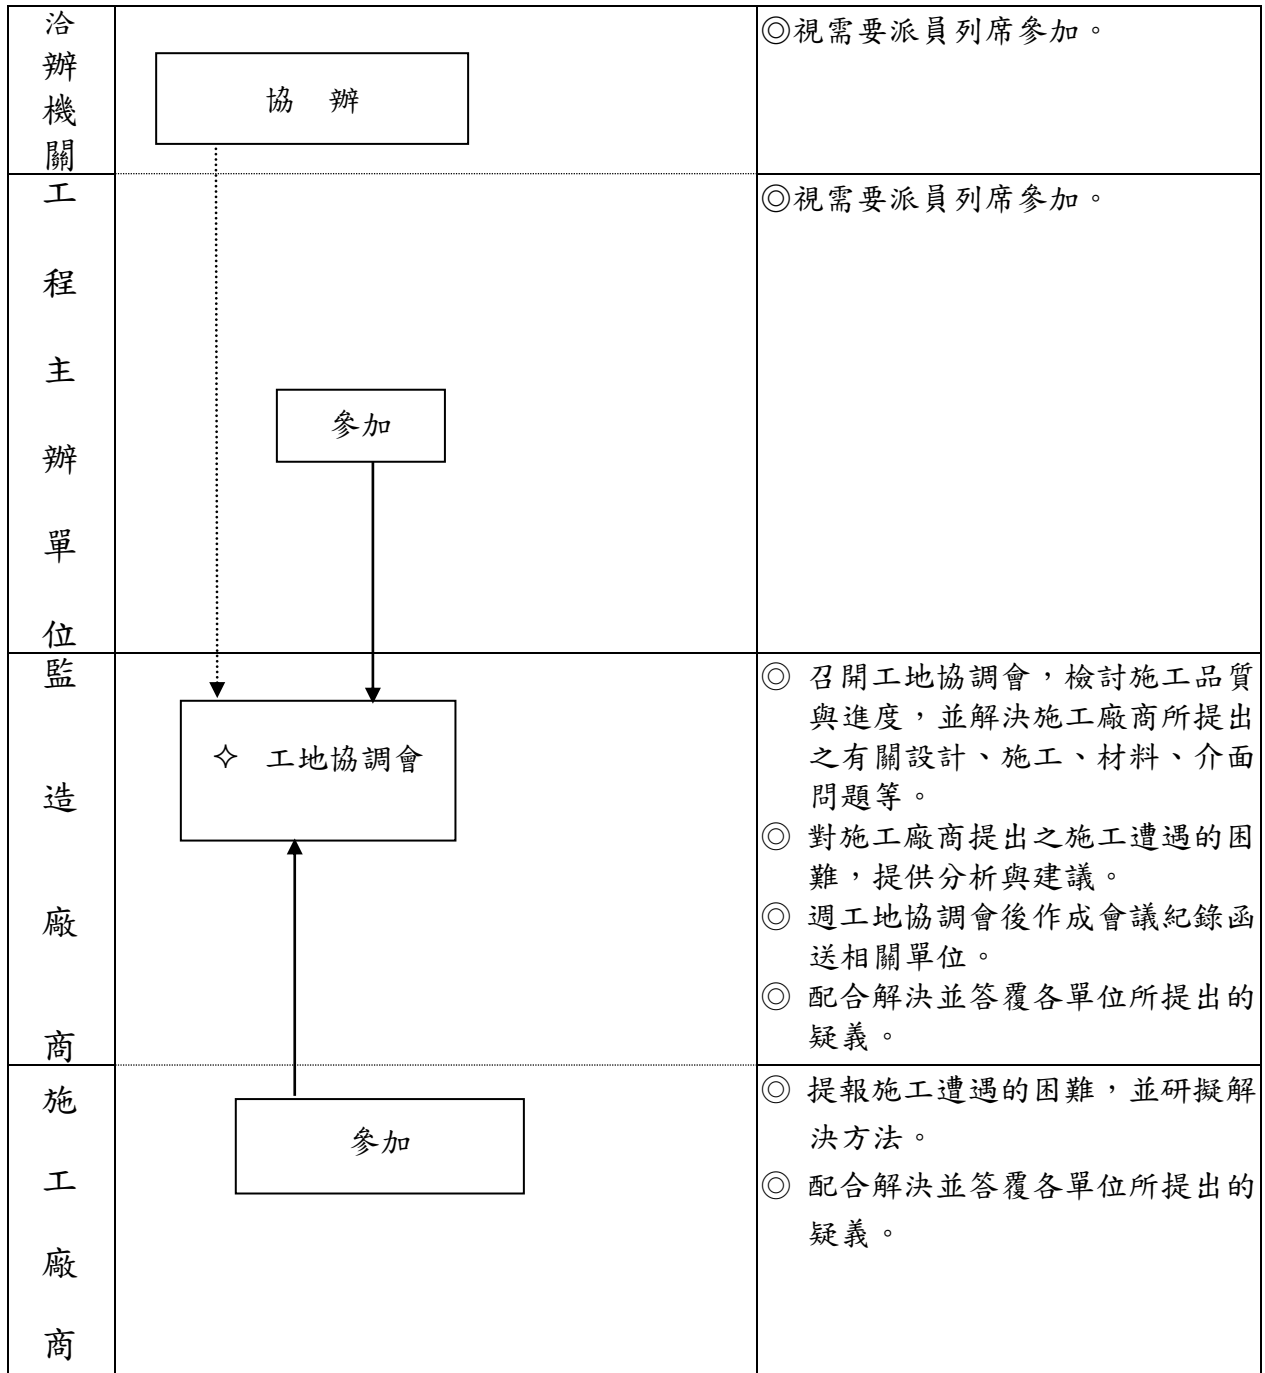 洽辦機關
協 辦
◎視需要派員列席參加。
工程主辦單位
參加
◎視需要派員列席參加。
監造廠商
✧ 工地協調會
◎ 召開工地協調會，檢討施工品質
與進度，並解決施工廠商所提出
之有關設計、施工、材料、介面
問題等。
◎ 對施工廠商提出之施工遭遇的困
難，提供分析與建議。
◎ 週工地協調會後作成會議紀錄函
送相關單位。
◎ 配合解決並答覆各單位所提出的
疑義。
施工廠商
參加
◎ 提報施工遭遇的困難，並研擬解
決方法。
◎ 配合解決並答覆各單位所提出的
疑義。